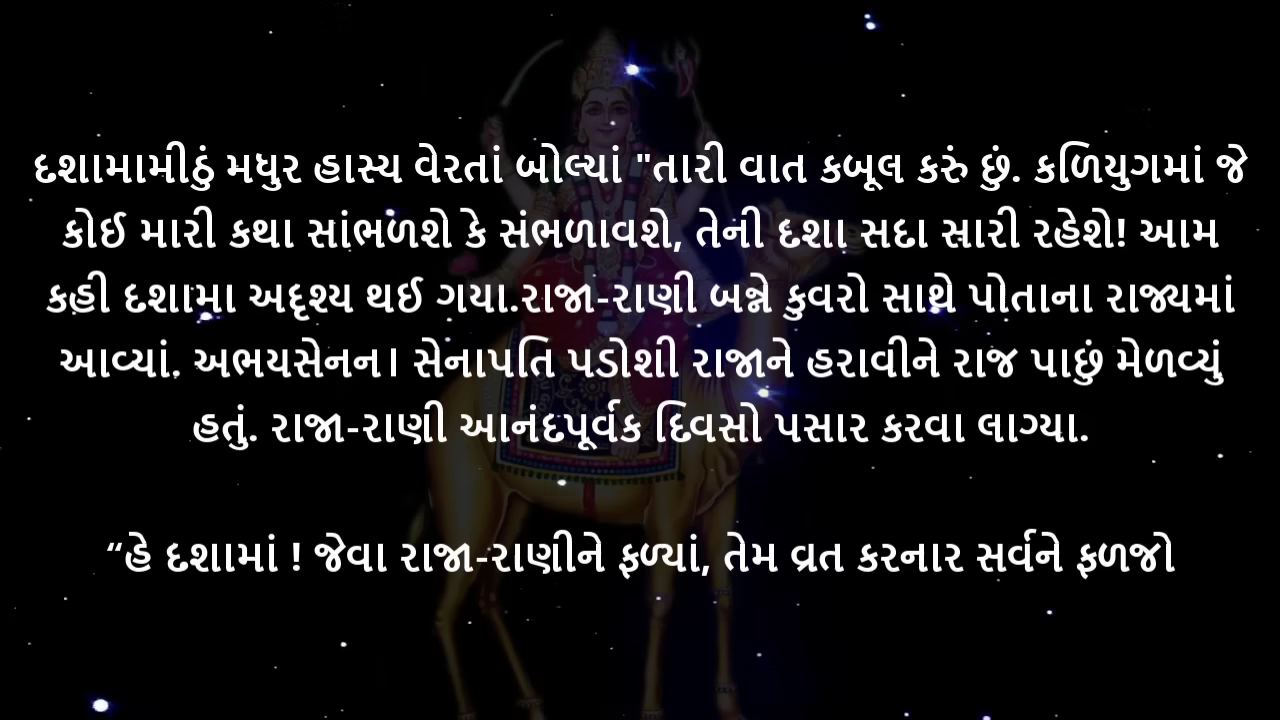 દશામામીઠું મધુર હાસ્ય વેરતાં બોલ્યાં "તારી વાત કબૂલ કરું છું. કળિયુગમાં જે
કોઈ મારી કથા સાંભળશે કે સંભળાવશે, તેની દશા સદા સારી રહેશે! આમ
કહી દશામા અદૃશ્ય થઈ ગયા.રાજા-રાણી બન્ને કુવરો સાથે પોતાના રાજ્યમાં
આવ્યાં. અભયસેનન। સેનાપતિ પડોશી રાજાને હરાવીને રાજ પાછું મેળવ્યું
હતું. રાજા-રાણી આનંદપૂર્વક દિવસો પસાર કરવા લાગ્યા.
“હે દશામાં ! જેવા રાજા-રાણીને ફળ્યાં, તેમ વ્રત કરનાર સર્વને ફળજો